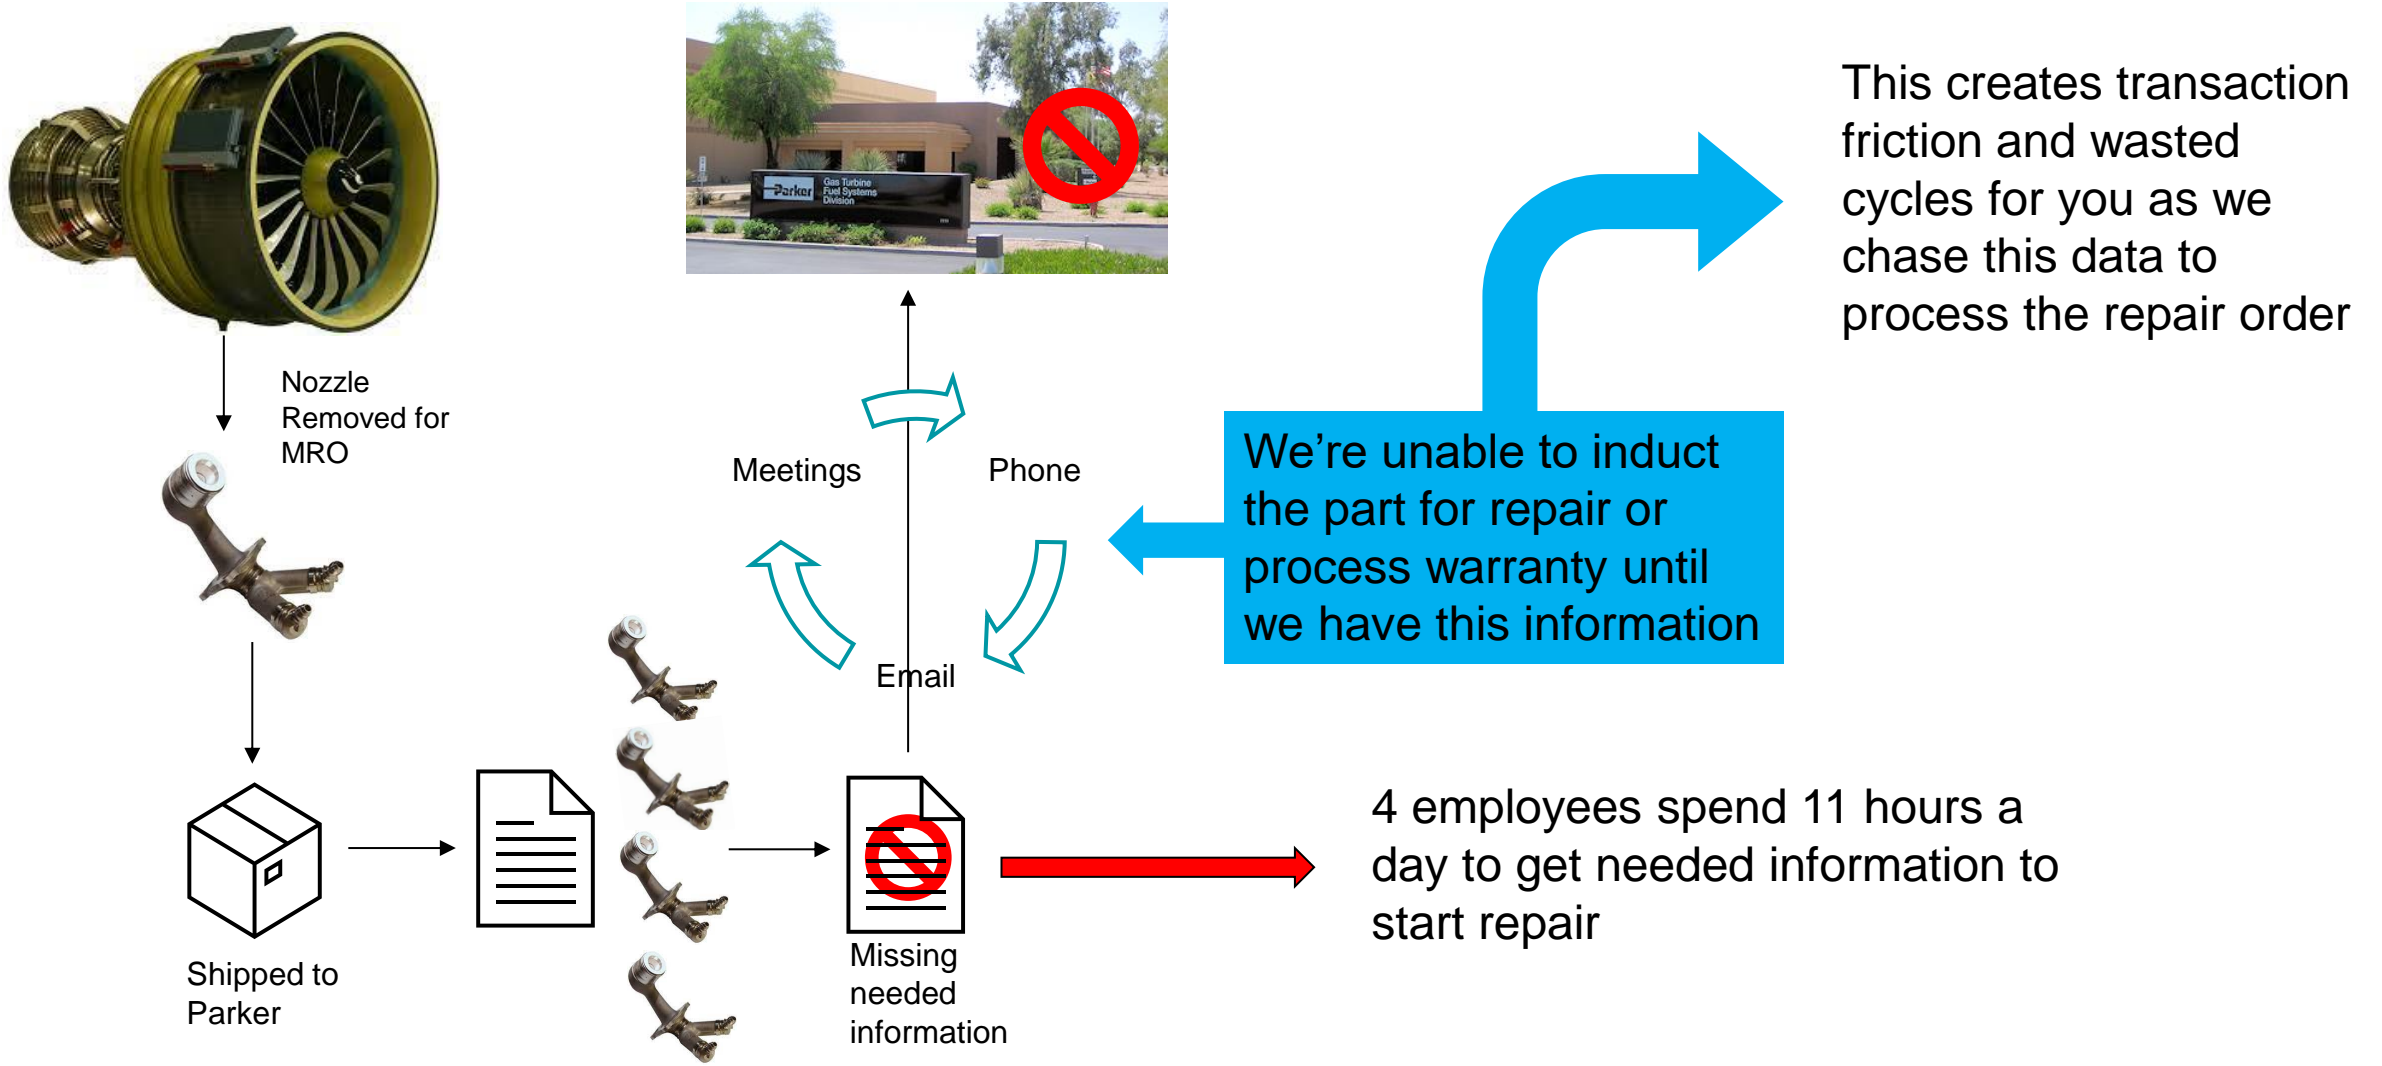 Parker
Gas Turbine
Fuel Systems
Division
This creates transaction
friction and wasted
cycles for you as we
chase this data to
process the repair order
Nozzle
Removed for
MRO
Meetings
Phone
Email
We’re unable to induct
the part for repair or
process warranty until
we have this information
Shipped to
Parker
Missing
needed
information
4 employees spend 11 hours a
day to get needed information to
start repair